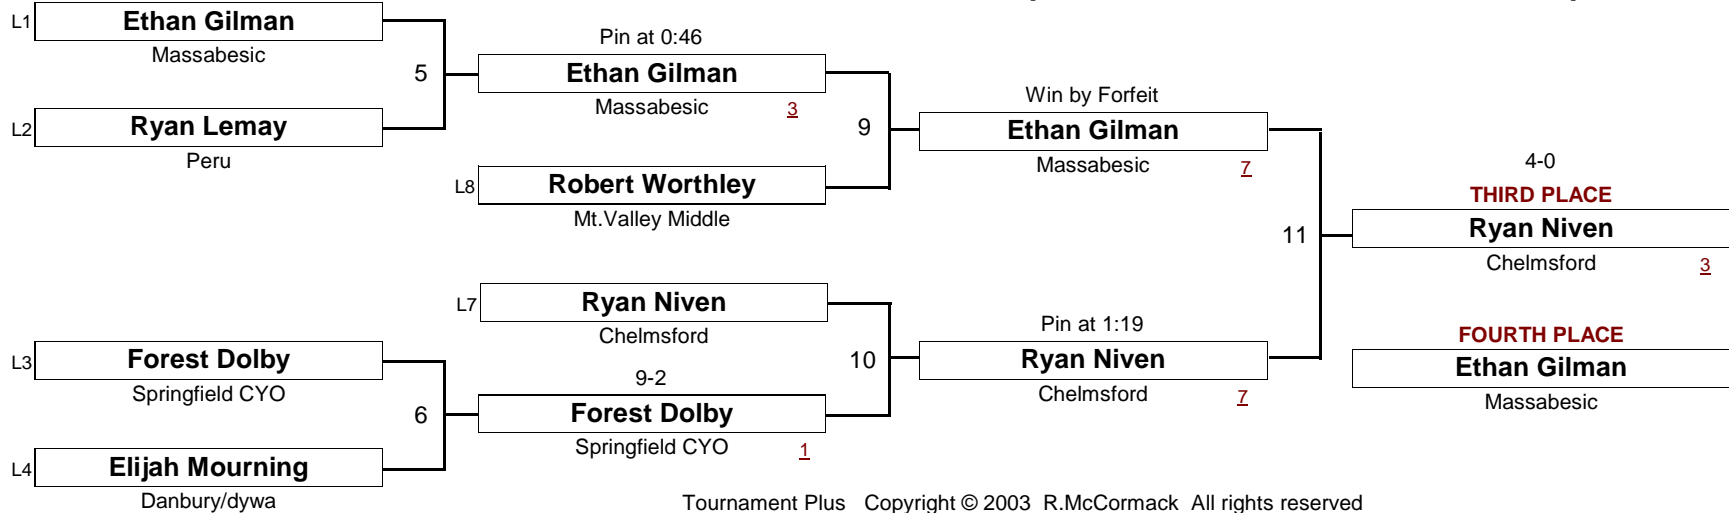 L1 Ethan Gilman
Massabesic
5
L2 Ryan Lemay
Peru
Pin at 0:46
Ethan Gilman
Massabesic 3
9
L8 Robert Worthley
Mt.Valley Middle
Win by Forfeit
Ethan Gilman
Massabesic 7
11
4-0
THIRD PLACE
Ryan Niven
Chelmsford 3
L7 Ryan Niven
Chelmsford
L3 Forest Dolby
Springfield CYO
6
9-2
Forest Dolby
Springfield CYO 1
10
Pin at 1:19
Ryan Niven
Chelmsford 7
FOURTH PLACE
Ethan Gilman
Massabesic
L4 Elijah Mourning
Danbury/dywa
Tournament Plus Copyright © 2003 R.McCormack All rights reserved